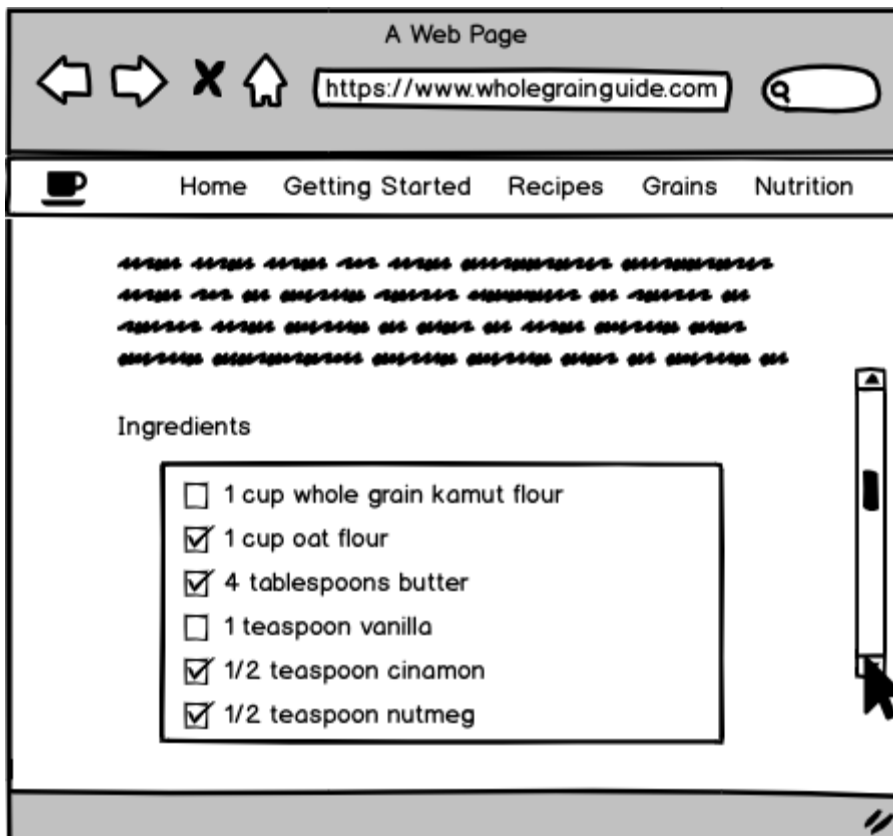 A Web Page
https://www.wholegrainguide.com
Home Getting Started Recipes Grains Nutrition
Ingredients
1 cup whole grain kamut flour
1 cup oat flour
4 tablespoons butter
1 teaspoon vanilla
1/2 teaspoon cinamon
1/2 teaspoon nutmeg